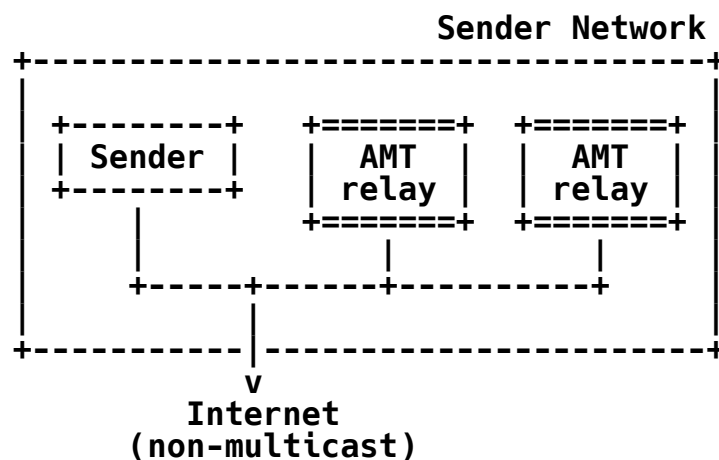 Sender Network
Sender AMT AMT
relay relay
v
Internet
(non-multicast)